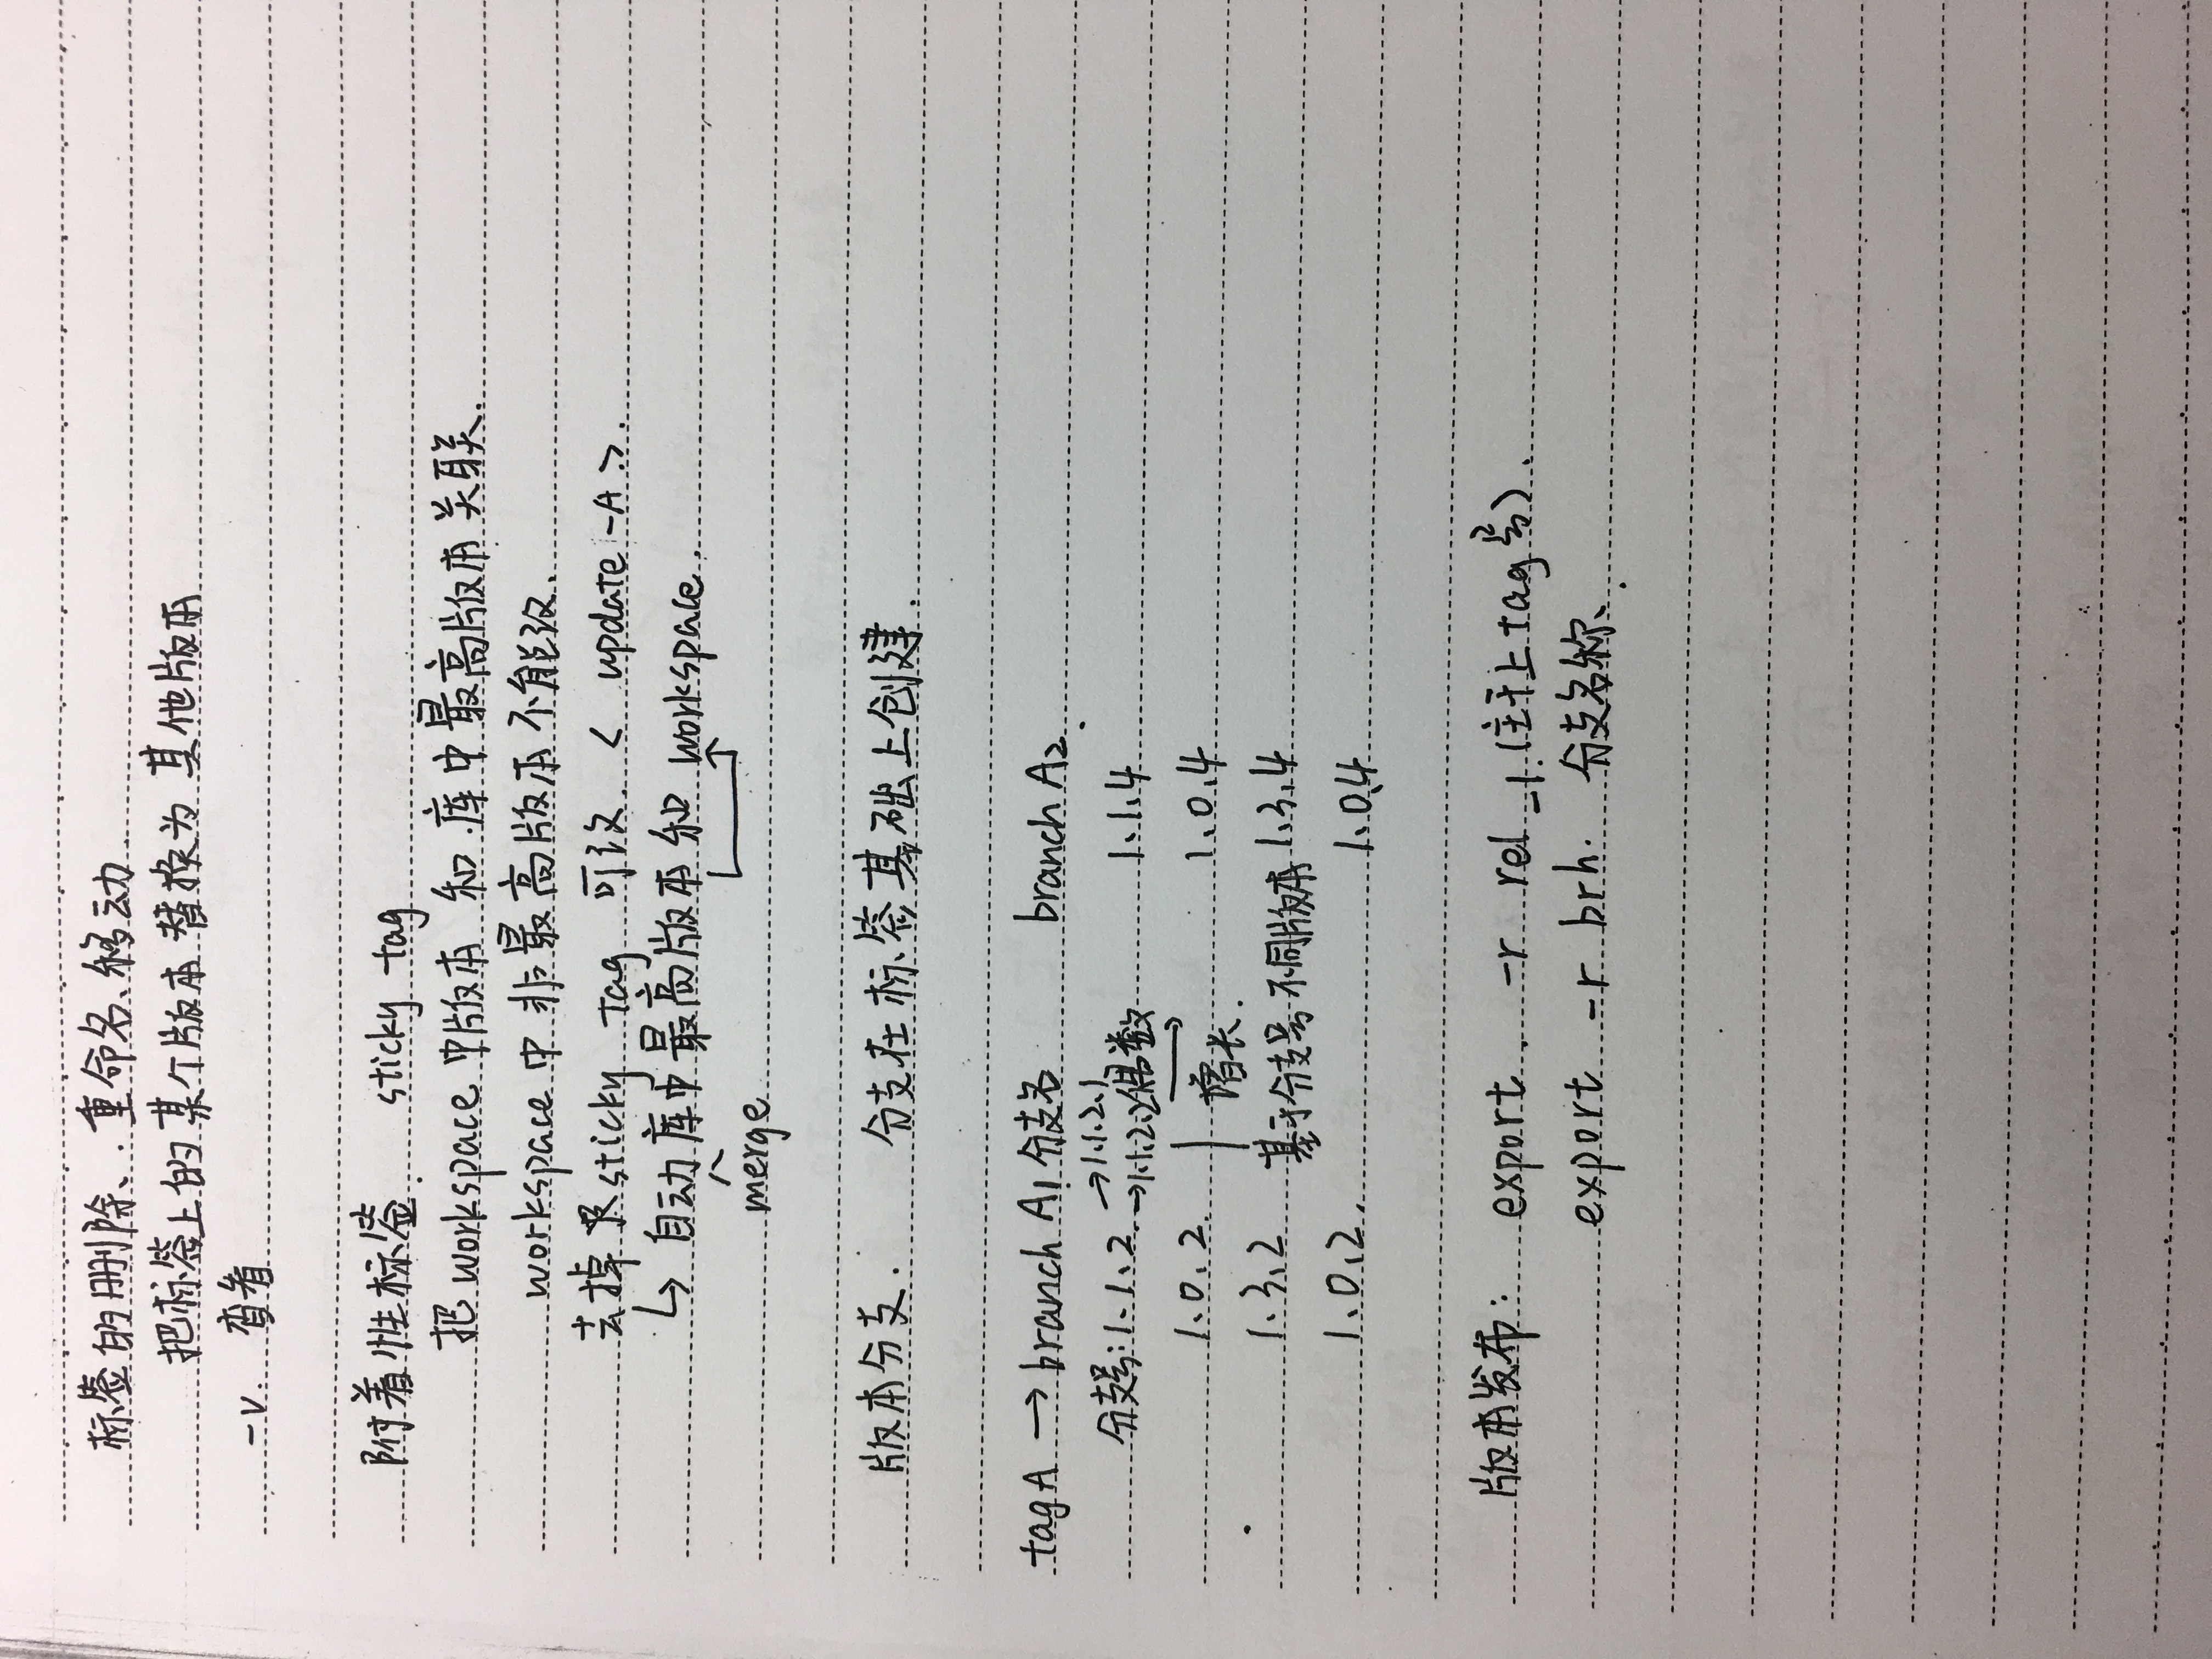 标签的删除、重命名、移动
把标签上的某个版本替换为其他版本
-v. 查看
附着性标签. sticky tag
把workspace中版本 和 库中最高版本关联.
workspace中非最高版本不能改.
去掉 sticky tag 可改. < update -A >.
↳ 自动库中最高版本和 workspace.
merge
版本分支. 分支在标签基础上创建.
tag A → branch A1 分支名 branch A2.
→1.1.2.1
分支号:1.1.2. →1.1.2.2 偶数 1.1.4
1.0.2. 增长. 1.0.4
1.3.2 基于分支号不同版本 1.3.4
1.0.2. 1.0.4
版本发布: export. -r rel_1.(主干上tag号).
export -r brh. 分支名称.